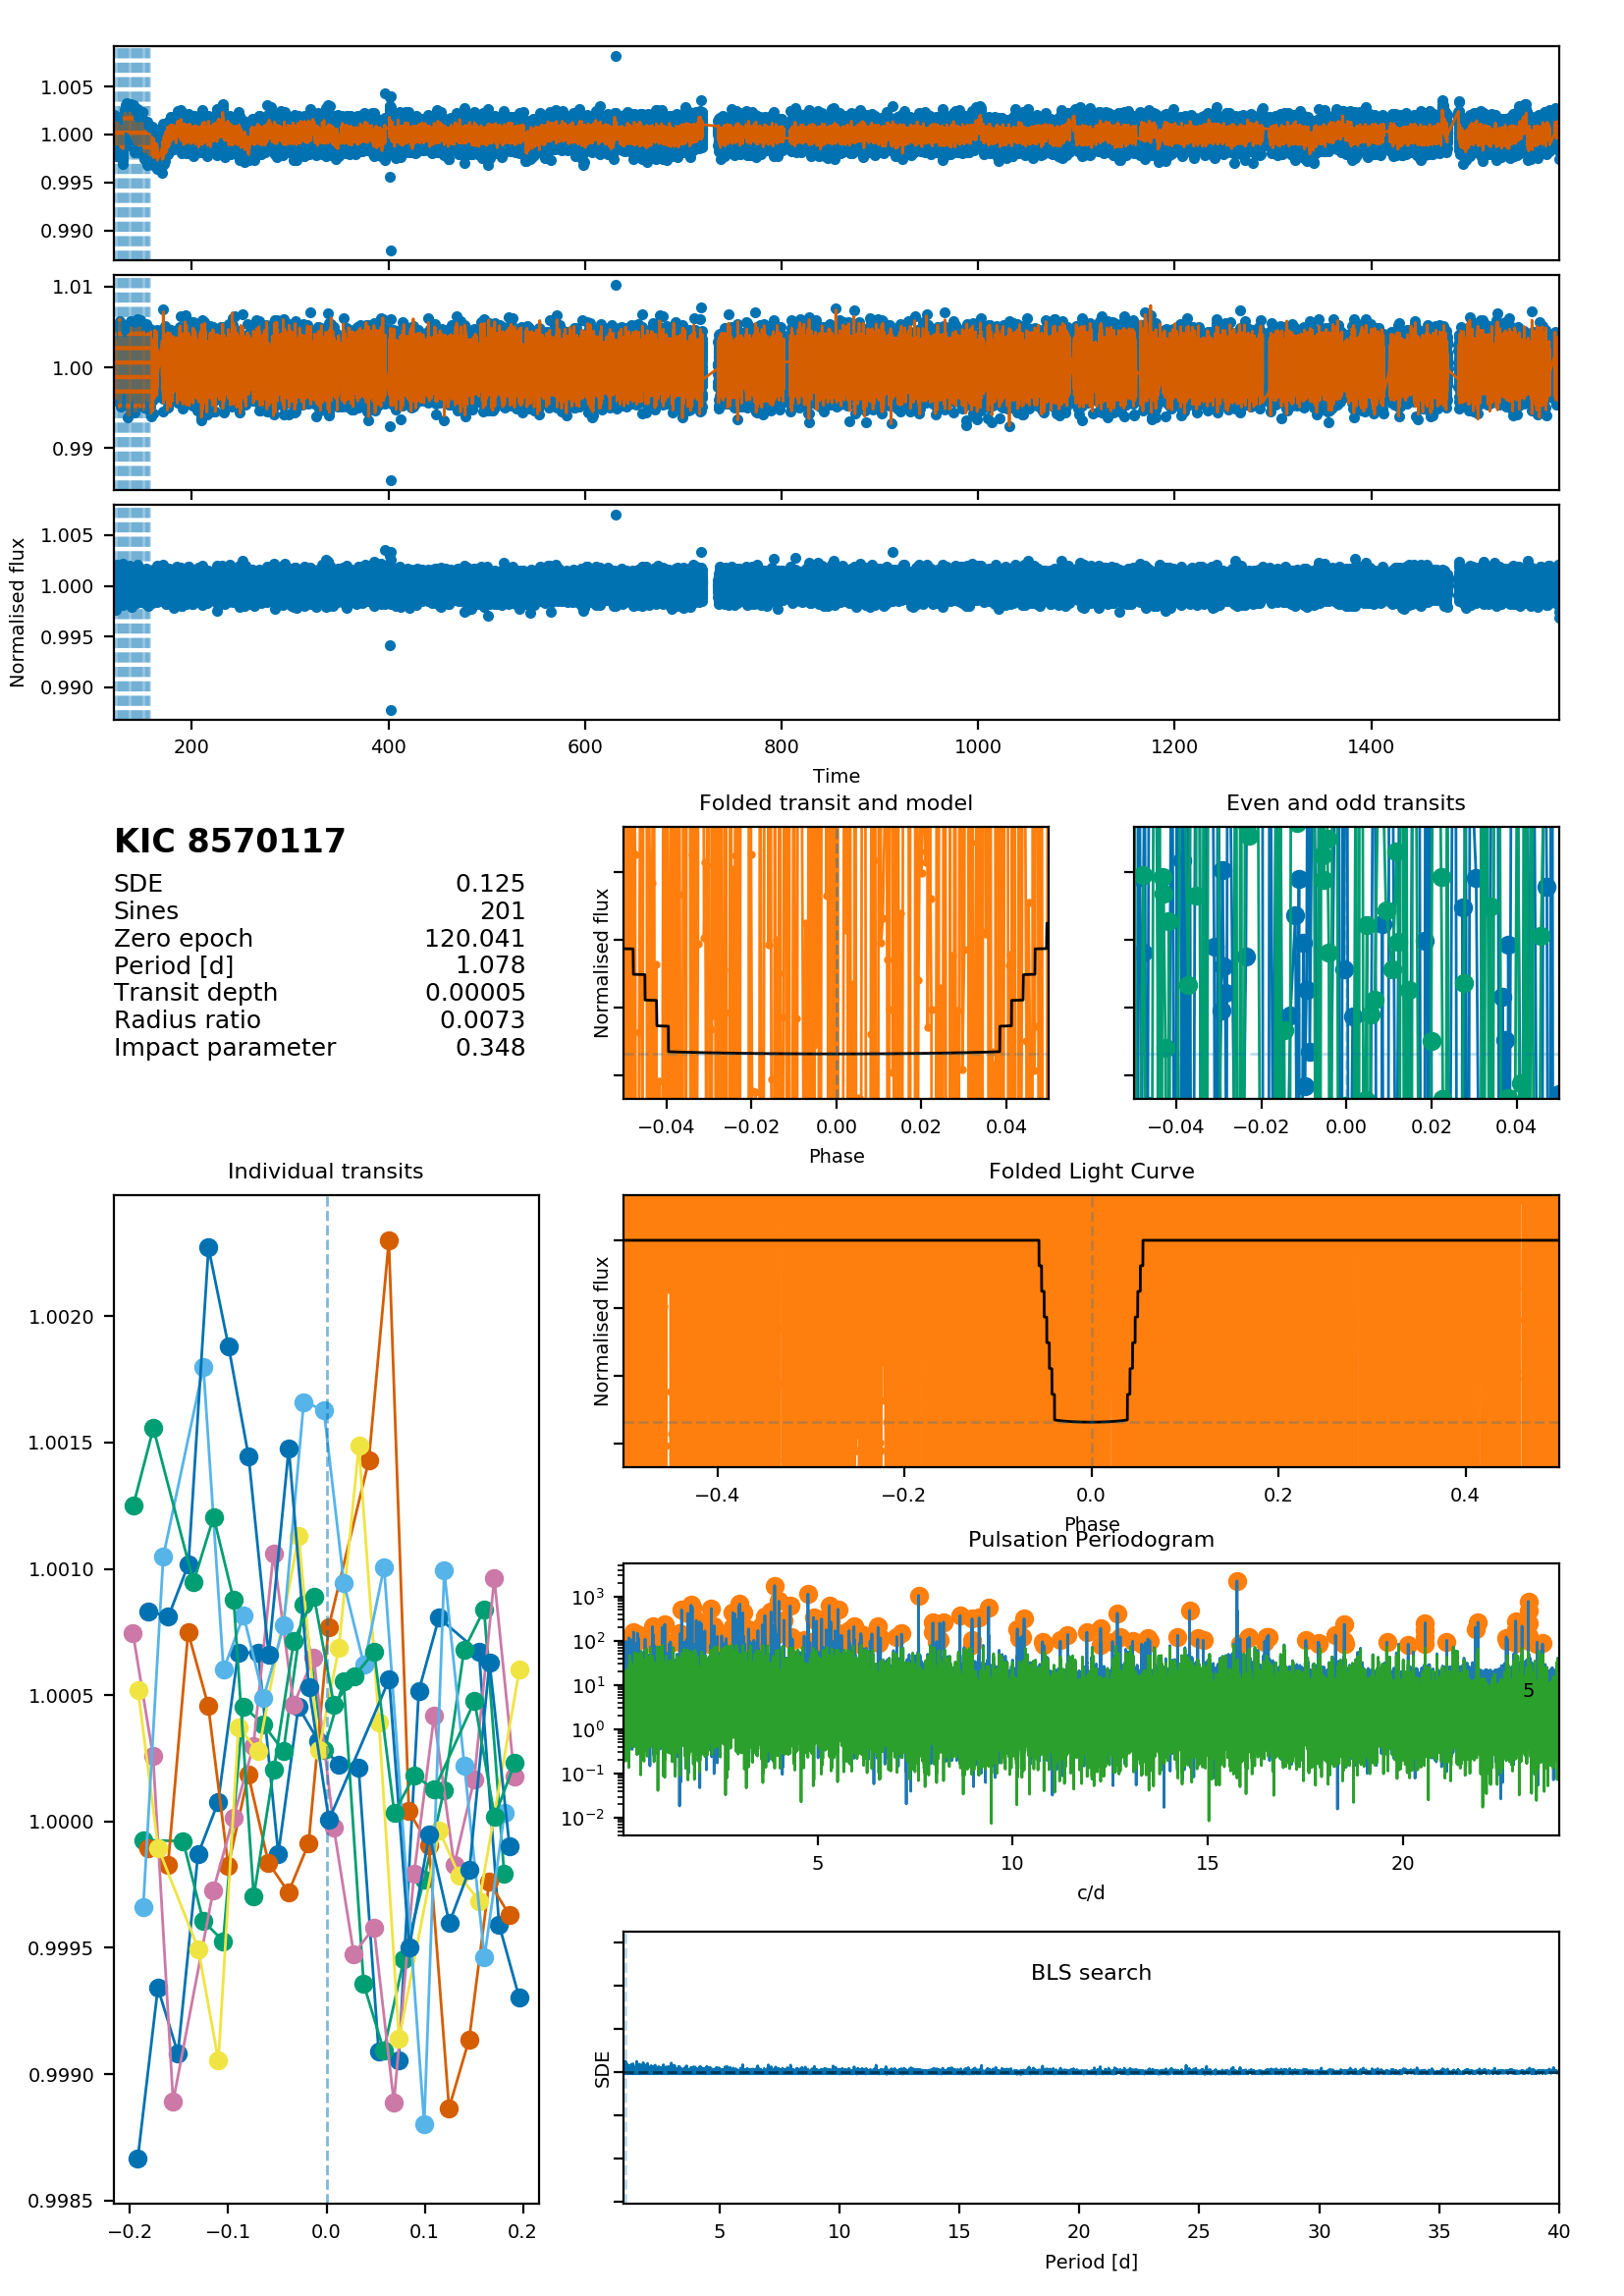 1.005
1.000
0.995
0.990
1.01
1.00
0.99
1.005
1.000
0.995
0.990
Normalised flux
200 400 600 800 1000 1200 1400
Time
KIC 8570117
SDE 0.125
Sines 201
Zero epoch 120.041
Period [d] 1.078
Transit depth 0.00005
Radius ratio 0.0073
Impact parameter 0.348
Folded transit and model
Normalised flux
−0.04 −0.02 0.00 0.02 0.04
Phase
Even and odd transits
−0.04 −0.02 0.00 0.02 0.04
Individual transits
1.0020
1.0015
1.0010
1.0005
1.0000
0.9995
0.9990
0.9985
−0.2 −0.1 0.0 0.1 0.2
Folded Light Curve
Normalised flux
−0.4 −0.2 0.0 0.2 0.4
Phase
Pulsation Periodogram
10³
10²
10¹
10⁰
10⁻¹
10⁻²
5
5 10 15 20
c/d
BLS search
SDE
5 10 15 20 25 30 35 40
Period [d]